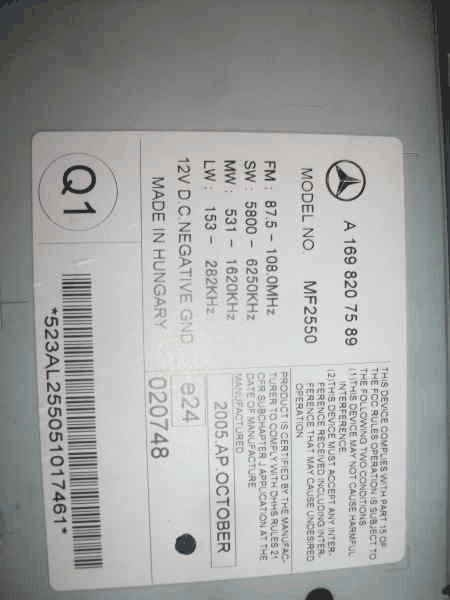 A 169 820 75 89
MODEL NO. MF2550
FM : 87.5 - 108.0MHz
SW : 5800 - 6250KHz
MW : 531 - 1620KHz
LW : 153 - 282KHz
12V D.C.NEGATIVE GND
MADE IN HUNGARY
THIS DEVICE COMPLIES WITH PART 15 OF
THE FCC RULES OPERATION IS SUBJECT TO
THE FOLLOWING TWO CONDITIONS
(1)THIS DEVICE MAY NOT CAUSE HARMFUL
INTERFERENCE
(2)THIS DEVICE MUST ACCEPT ANY INTER-
FERENCE RECEIVED INCLUDING INTER-
FERENCE THAT MAY CAUSE UNDESIRED
OPERATION
PRODUCT IS CERTIFIED BY THE MANUFAC-
TURER TO COMPLY WITH DHHS RULES 21
CFR SUBCHAPTER J APPLICATION AT THE
DATE OF MANUFACTURE
MANUFACTURED
2005.AP.OCTOBER
e24
020748
Q1
*523AL255051017461*